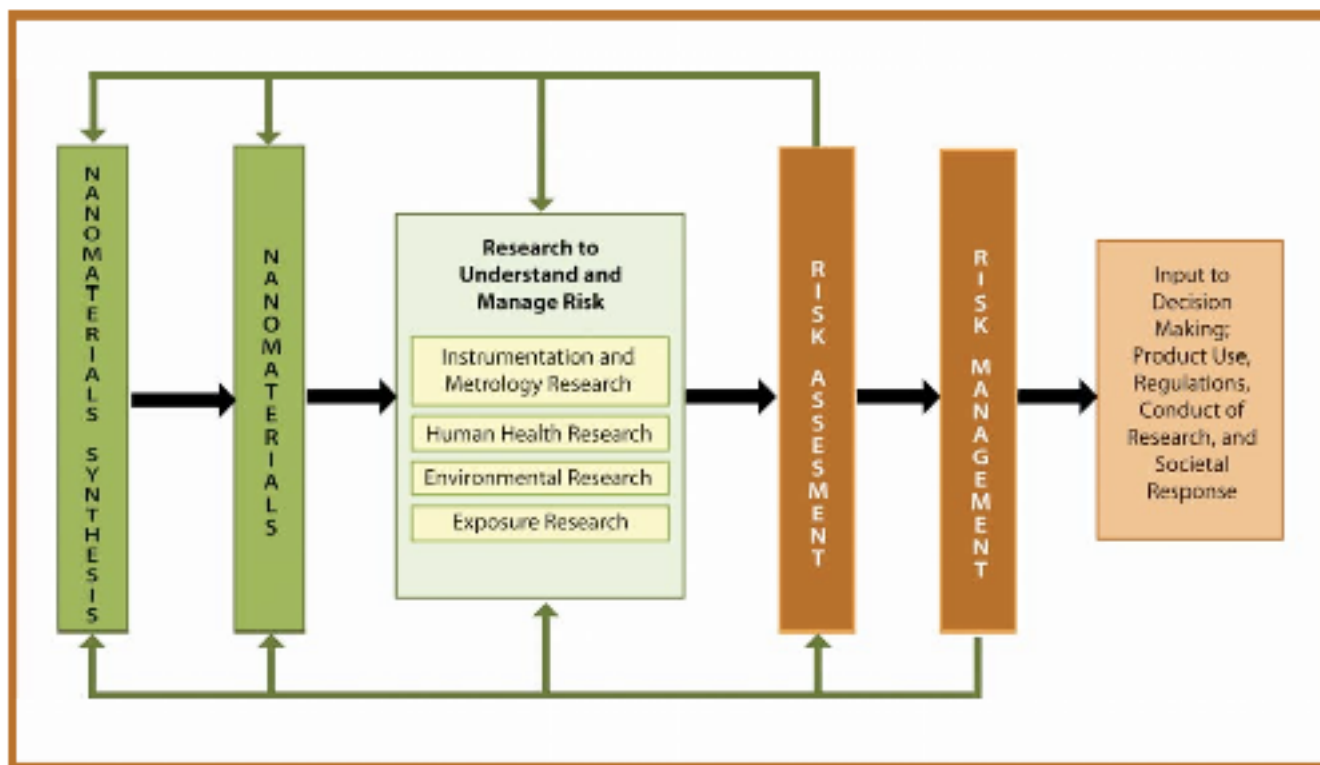 NANOMATERIALS SYNTHESIS
NANOMATERIALS
Research to
Understand and
Manage Risk
Instrumentation and
Metrology Research
Human Health Research
Environmental Research
Exposure Research
RISK ASSESMENT
RISK MANAGEMENT
Input to
Decision
Making;
Product Use,
Regulations,
Conduct of
Research, and
Societal
Response